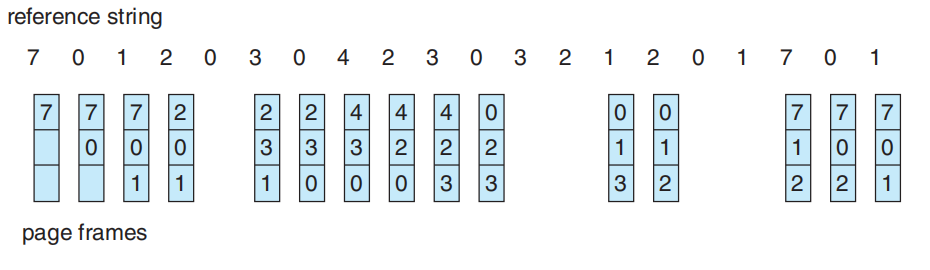 reference string
7 0 1 2 0 3 0 4 2 3 0 3 2 1 2 0 1 7 0 1
7 7 7 2 2 2 4 4 4 0 0 0 7 7 7
0 0 0 3 3 3 2 2 2 1 1 1 0 0
1 1 1 0 0 0 3 3 3 2 2 2 1
page frames